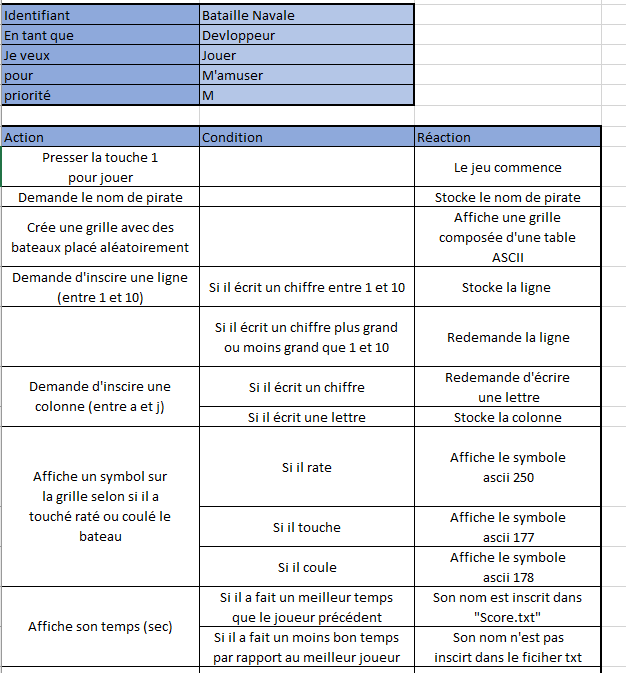 Identifiant Bataille Navale
En tant que Devloppeur
Je veux Jouer
pour M'amuser
priorité M
Action Condition Réaction
Presser la touche 1
pour jouer
Le jeu commence
Demande le nom de pirate Stocke le nom de pirate
Crée une grille avec des
bateaux placé aléatoirement
Affiche une grille
composée d'une table
ASCII
Demande d'inscire une ligne
(entre 1 et 10)
Si il écrit un chiffre entre 1 et 10
Stocke la ligne
Si il écrit un chiffre plus grand
ou moins grand que 1 et 10
Redemande la ligne
Demande d'inscire une
colonne (entre a et j)
Si il écrit un chiffre
Redemande d'écrire
une lettre
Si il écrit une lettre
Stocke la colonne
Affiche un symbol sur
la grille selon si il a
touché raté ou coulé le
bateau
Si il rate
Affiche le symbole
ascii 250
Si il touche
Affiche le symbole
ascii 177
Si il coule
Affiche le symbole
ascii 178
Affiche son temps (sec)
Si il a fait un meilleur temps
que le joueur précédent
Son nom est inscrit dans
"Score.txt"
Si il a fait un moins bon temps
par rapport au meilleur joueur
Son nom n'est pas
inscirt dans le ficiher txt